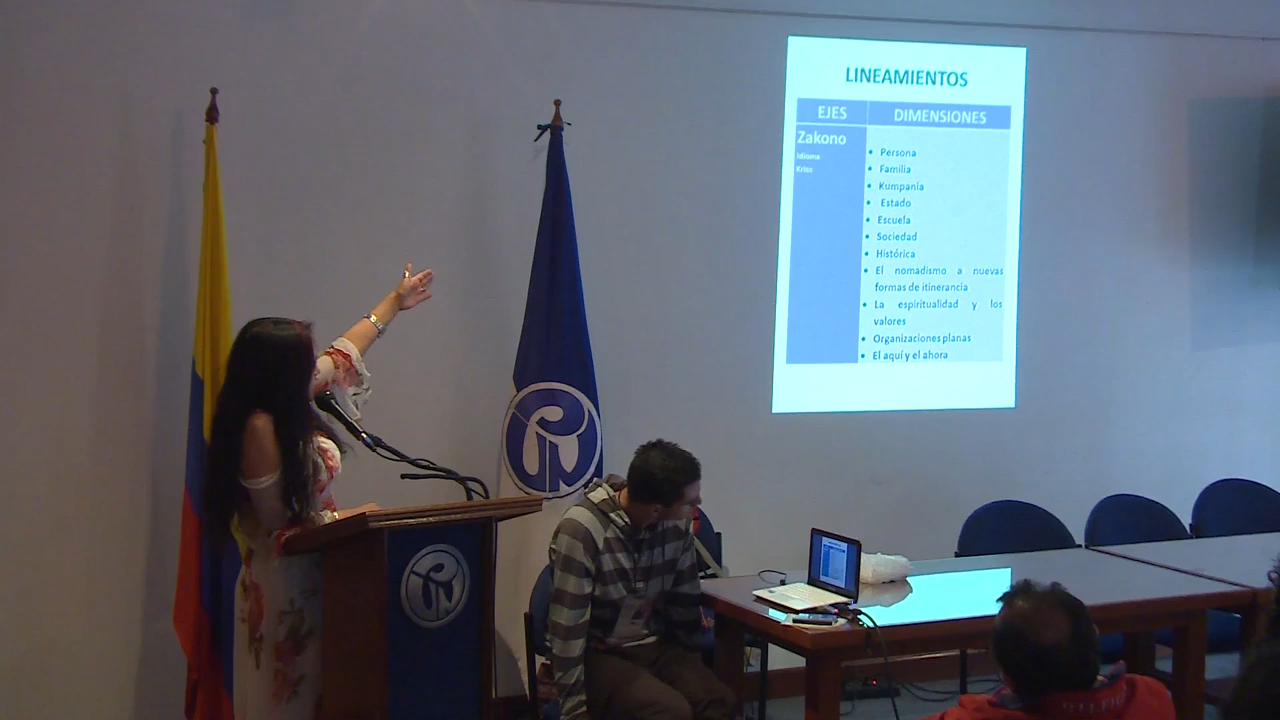 LINEAMIENTOS
EJES
DIMENSIONES
Zakono
Idioma
Kriss
• Persona
• Familia
• Kumpanía
• Estado
• Escuela
• Sociedad
• Histórica
• El nomadismo a nuevas
formas de itinerancia
• La espiritualidad y los
valores
• Organizaciones planas
• El aquí y el ahora